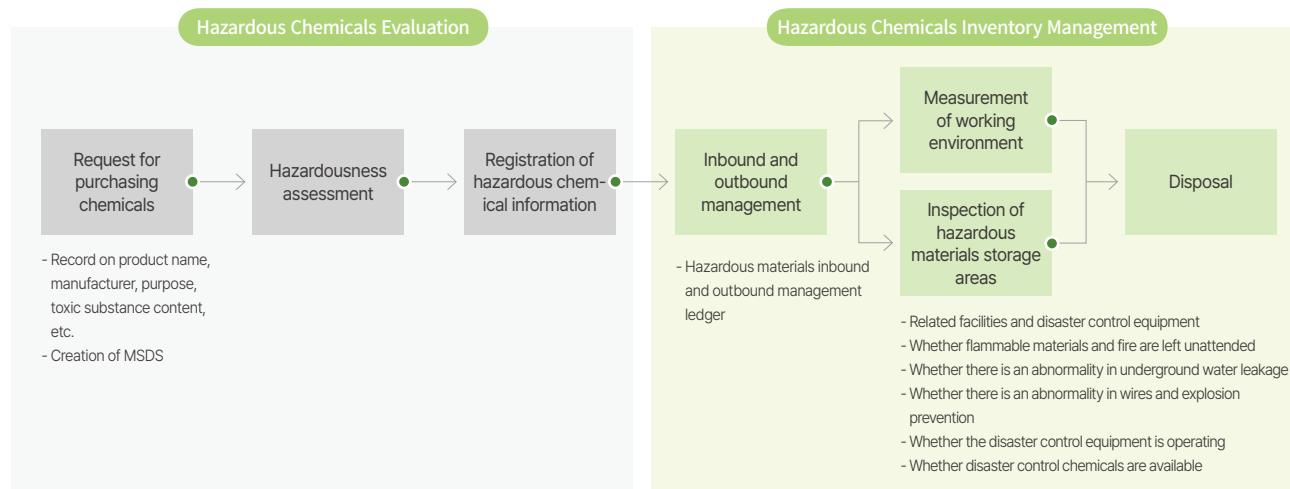 Hazardous Chemicals Evaluation
Request for
purchasing
chemicals
- Record on product name,
manufacturer, purpose,
toxic substance content,
etc.
- Creation of MSDS
Hazardousness
assessment
Registration of
hazardous chem-
ical information
Hazardous Chemicals Inventory Management
Inbound and
outbound
management
- Hazardous materials inbound
and outbound management
ledger
Measurement
of working
environment
Inspection of
hazardous
materials storage
areas
- Related facilities and disaster control equipment
- Whether flammable materials and fire are left unattended
- Whether there is an abnormality in underground water leakage
- Whether there is an abnormality in wires and explosion
prevention
- Whether the disaster control equipment is operating
- Whether disaster control chemicals are available
Disposal